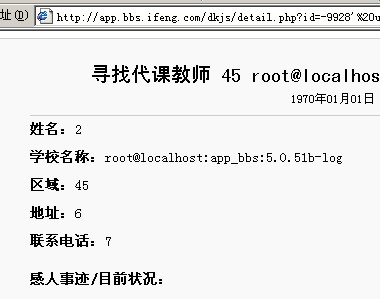 址(D) http://app.bbs.ifeng.com/dkjs/detail.php?id=-9928'%20u
寻找代课教师 45 root@localhos
1970年01月01日
姓名：2
学校名称：root@localhost:app_bbs:5.0.51b-log
区域：45
地址：6
联系电话：7
感人事迹/目前状况：